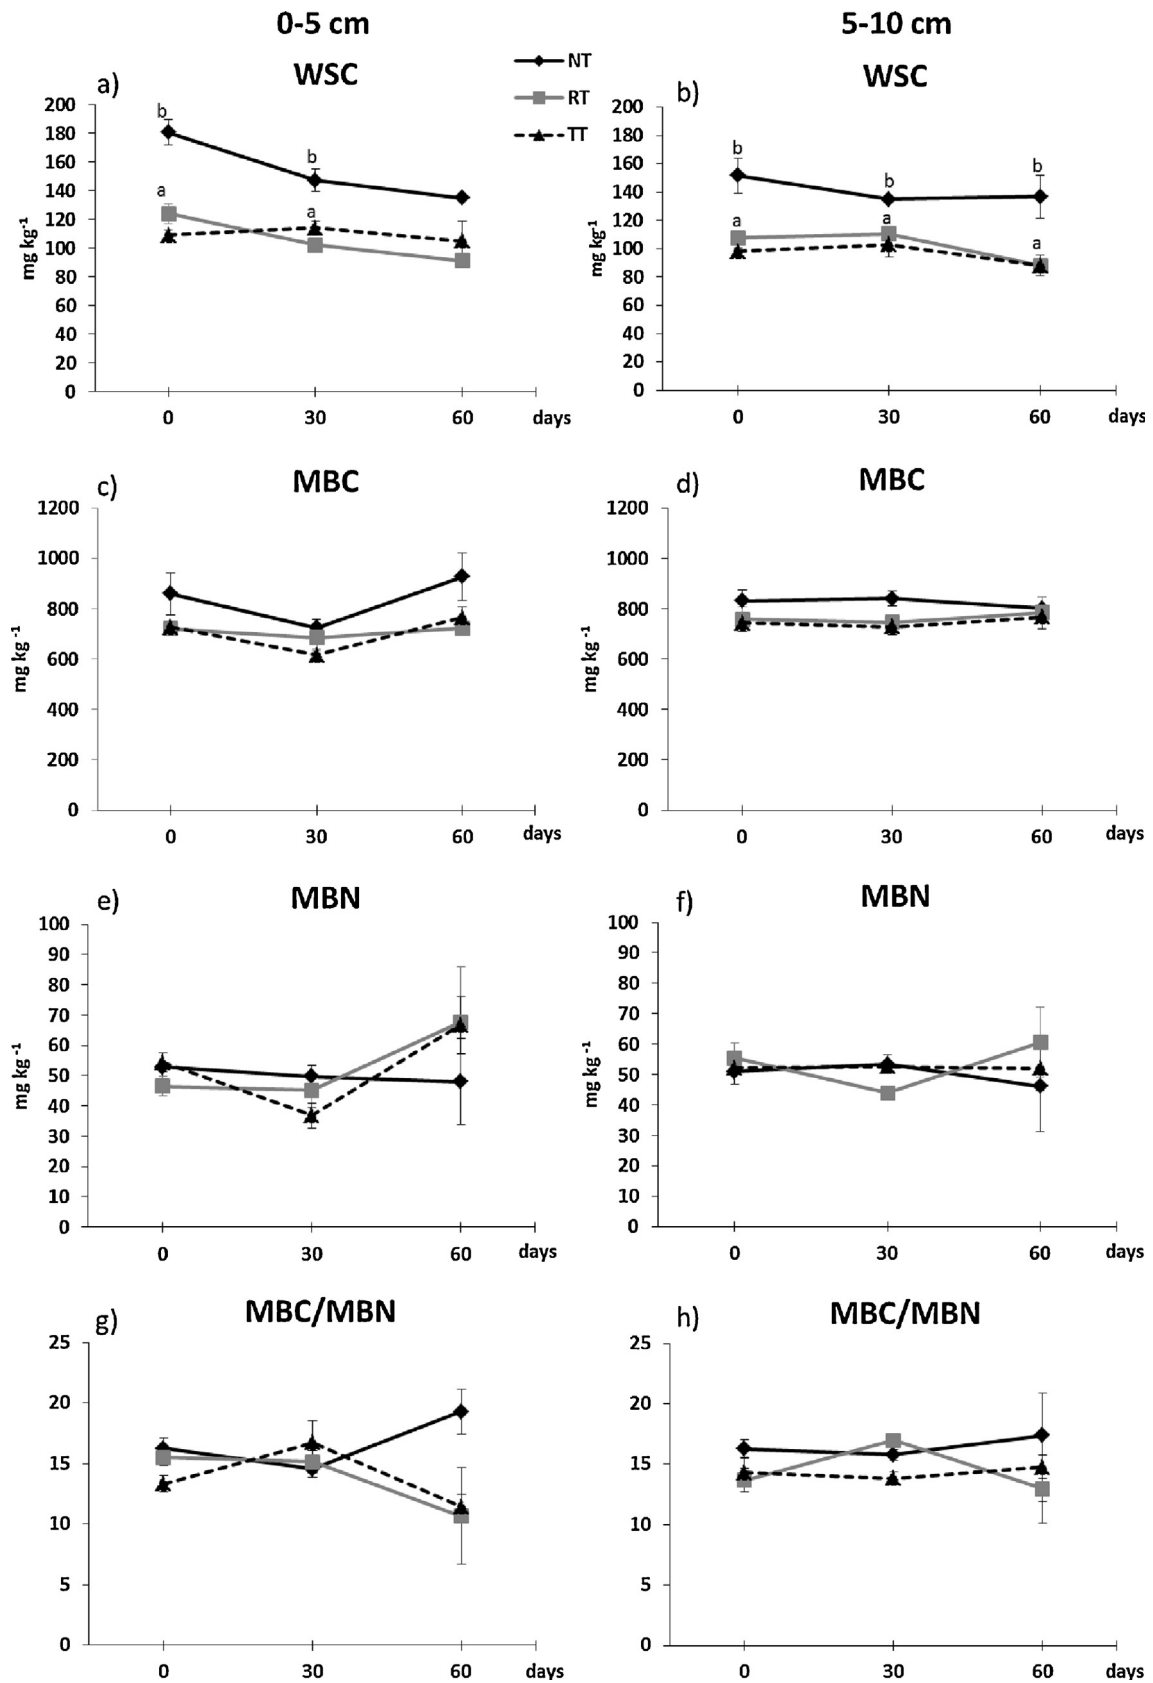 0-5 cm
5-10 cm
NT
RT
TT
a)
WSC
200
180
160
140
120
100
80
60
40
20
0
mg kg-1
b
a
b
a
0
30
60
days
b)
WSC
200
180
160
140
120
100
80
60
40
20
0
mg kg-1
b
a
b
a
b
a
0
30
60
days
c)
MBC
1200
1000
800
600
400
200
0
mg kg -1
0
30
60
days
d)
MBC
1200
1000
800
600
400
200
0
mg kg -1
0
30
60
days
e)
MBN
100
90
80
70
60
50
40
30
20
10
0
mg kg -1
0
30
60
days
f)
MBN
100
90
80
70
60
50
40
30
20
10
0
mg kg -1
0
30
60
days
g)
MBC/MBN
25
20
15
10
5
0
0
30
60
days
h)
MBC/MBN
25
20
15
10
5
0
0
30
60
days